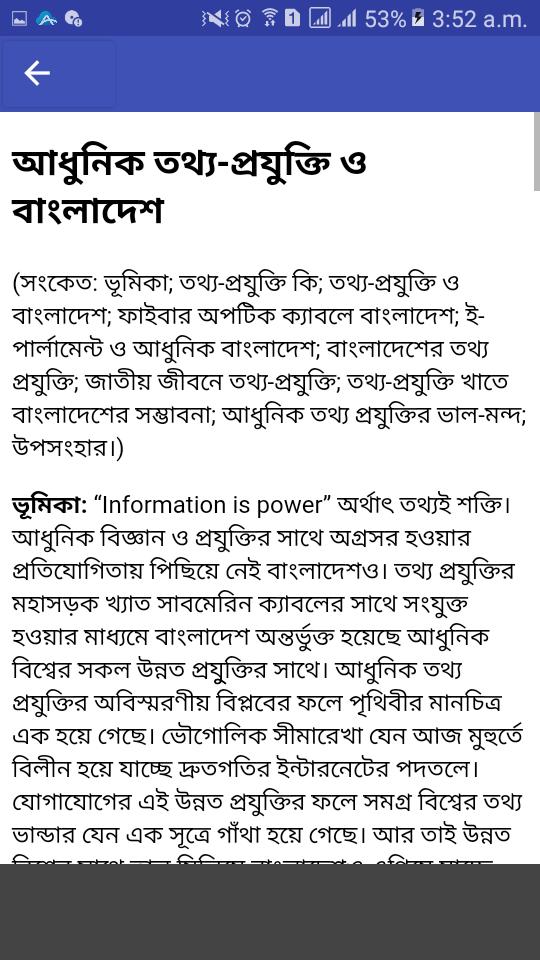 53% 3:52 a.m.
আধুনিক তথ্য-প্রযুক্তি ও
বাংলাদেশ
(সংকেত: ভূমিকা; তথ্য-প্রযুক্তি কি; তথ্য-প্রযুক্তি ও
বাংলাদেশ; ফাইবার অপটিক ক্যাবলে বাংলাদেশ; ই-
পার্লামেন্ট ও আধুনিক বাংলাদেশ; বাংলাদেশের তথ্য
প্রযুক্তি; জাতীয় জীবনে তথ্য-প্রযুক্তি; তথ্য-প্রযুক্তি খাতে
বাংলাদেশের সম্ভাবনা; আধুনিক তথ্য প্রযুক্তির ভাল-মন্দ;
উপসংহার।)
ভূমিকা: “Information is power” অর্থাৎ তথ্যই শক্তি।
আধুনিক বিজ্ঞান ও প্রযুক্তির সাথে অগ্রসর হওয়ার
প্রতিযোগিতায় পিছিয়ে নেই বাংলাদেশও। তথ্য প্রযুক্তির
মহাসড়ক খ্যাত সাবমেরিন ক্যাবলের সাথে সংযুক্ত
হওয়ার মাধ্যমে বাংলাদেশ অন্তর্ভুক্ত হয়েছে আধুনিক
বিশ্বের সকল উন্নত প্রযুক্তির সাথে। আধুনিক তথ্য
প্রযুক্তির অবিস্মরণীয় বিপ্লবের ফলে পৃথিবীর মানচিত্র
এক হয়ে গেছে। ভৌগোলিক সীমারেখা যেন আজ মুহুর্তে
বিলীন হয়ে যাচ্ছে দ্রুতগতির ইন্টারনেটের পদতলে।
যোগাযোগের এই উন্নত প্রযুক্তির ফলে সমগ্র বিশ্বের তথ্য
ভান্ডার যেন এক সূত্রে গাঁথা হয়ে গেছে। আর তাই উন্নত